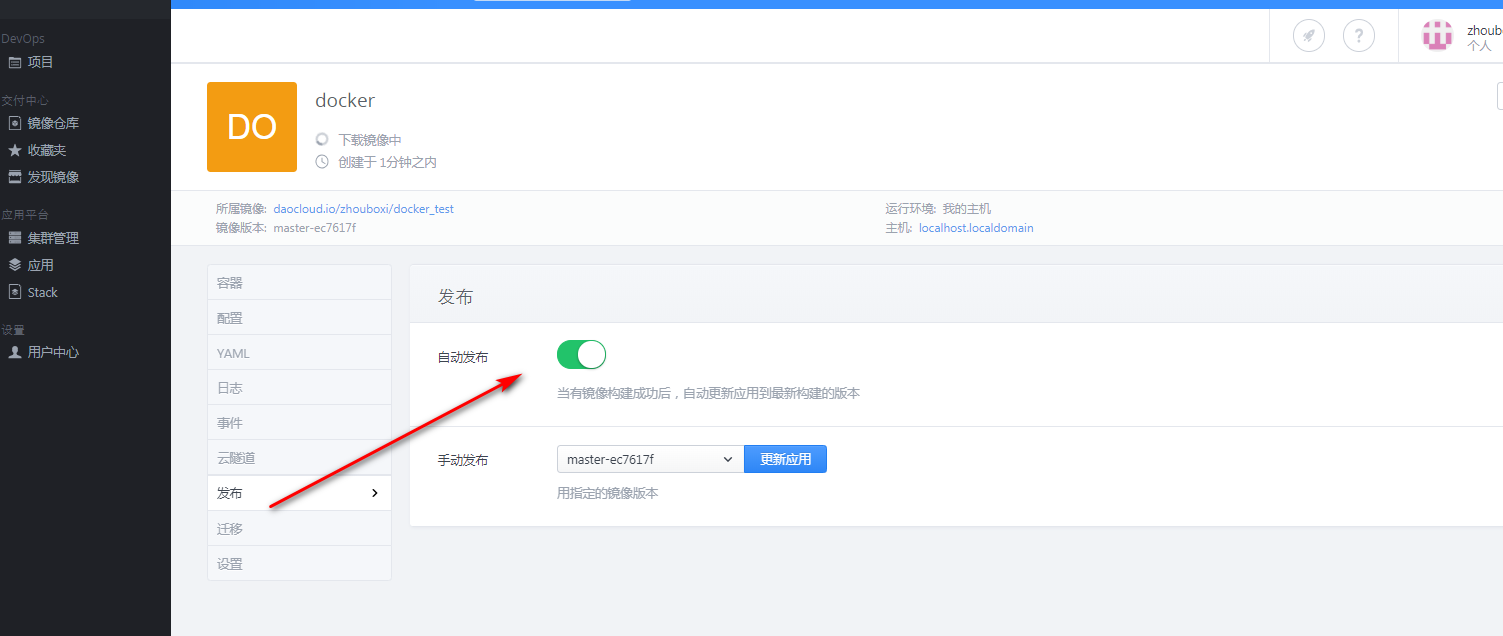 DevOps
项目
交付中心
镜像仓库
收藏夹
发现镜像
应用平台
集群管理
应用
Stack
设置
用户中心
?
zhoub
个人
DO
docker
下载镜像中
创建于 1分钟之内
所属镜像: daocloud.io/zhouboxi/docker_test
镜像版本: master-ec7617f
运行环境: 我的主机
主机: localhost.localdomain
容器
配置
YAML
日志
事件
云隧道
发布
迁移
设置
发布
自动发布
当有镜像构建成功后，自动更新应用到最新构建的版本
手动发布
master-ec7617f
更新应用
用指定的镜像版本